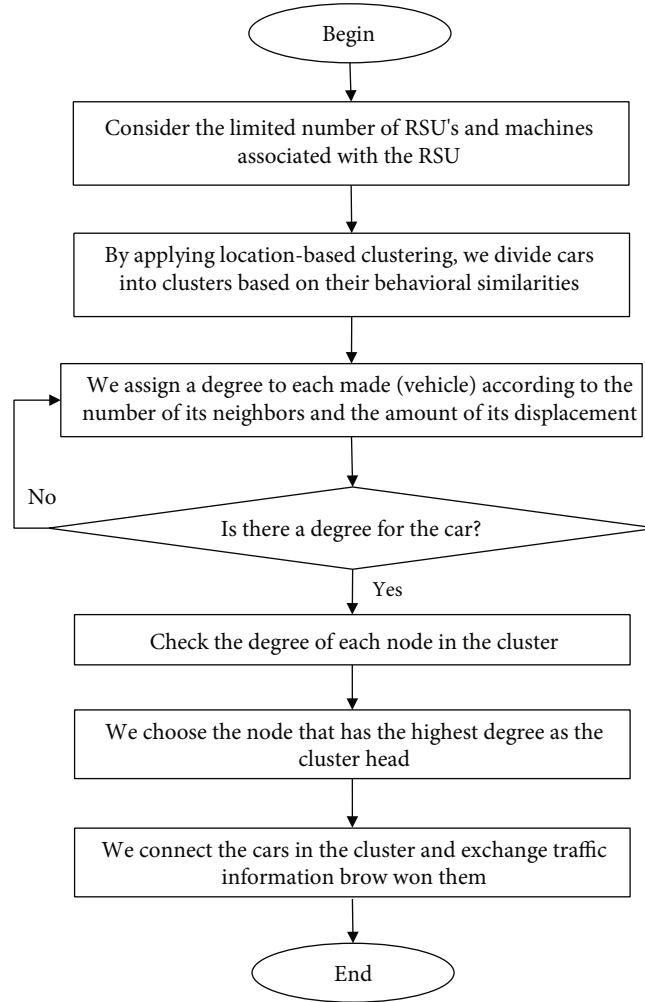 Begin
Consider the limited number of RSU's and machines
associated with the RSU
By applying location-based clustering, we divide cars
into clusters based on their behavioral similarities
We assign a degree to each made (vehicle) according to the
number of its neighbors and the amount of its displacement
No
Is there a degree for the car?
Yes
Check the degree of each node in the cluster
We choose the node that has the highest degree as the
cluster head
We connect the cars in the cluster and exchange traffic
information brow won them
End